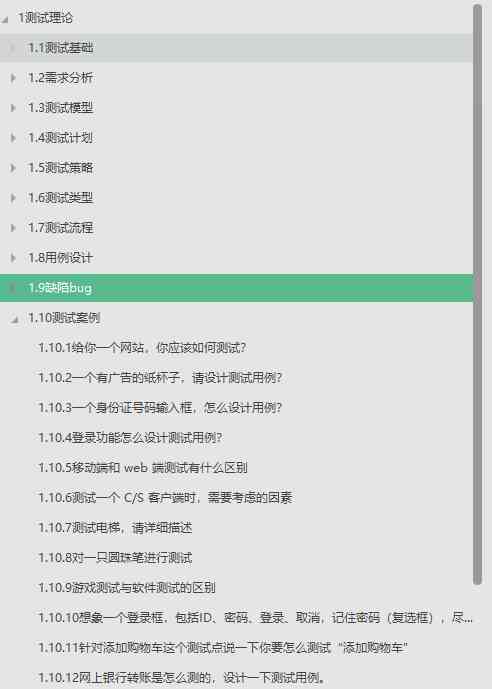 1测试理论
1.1测试基础
1.2需求分析
1.3测试模型
1.4测试计划
1.5测试策略
1.6测试类型
1.7测试流程
1.8用例设计
1.9缺陷bug
1.10测试案例
1.10.1给你一个网站，你应该如何测试？
1.10.2一个有广告的纸杯子，请设计测试用例？
1.10.3一个身份证号码输入框，怎么设计用例？
1.10.4登录功能怎么设计测试用例？
1.10.5移动端和 web 端测试有什么区别
1.10.6测试一个 C/S 客户端时，需要考虑的因素
1.10.7测试电梯，请详细描述
1.10.8对一只圆珠笔进行测试
1.10.9游戏测试与软件测试的区别
1.10.10想象一个登录框，包括ID、密码、登录、取消，记住密码（复选框），尽...
1.10.11针对添加购物车这个测试点说一下你要怎么测试“添加购物车”
1.10.12网上银行转账是怎么测的，设计一下测试用例。